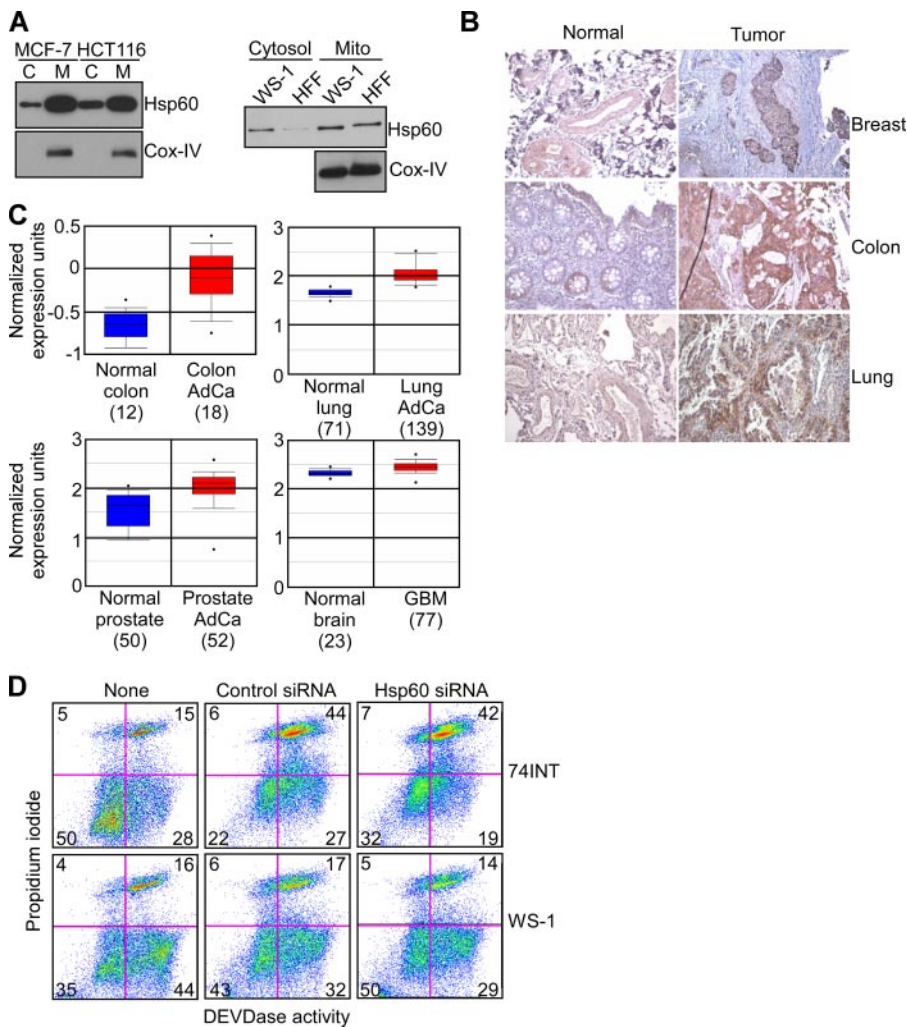 A
MCF-7 HCT116
C M C M
Hsp60
Cox-IV
Cytosol Mito
WS-1 HFF WS-1 HFF
Hsp60
Cox-IV
B
Normal Tumor
Breast
Colon
Lung
C
Normalized expression units
0.5
0
-0.5
-1
Normal colon (12)
Colon AdCa (18)
3
2
1
0
Normal lung (71)
Lung AdCa (139)
Normalized expression units
3
2
1
0
Normal prostate (50)
Prostate AdCa (52)
3
2
1
0
Normal brain (23)
GBM (77)
D
None Control siRNA Hsp60 siRNA
5 15 6 44 7 42
74INT
50 28 22 27 32 19
4 16 6 17 5 14
WS-1
35 44 43 32 50 29
Propidium iodide
DEVDase activity